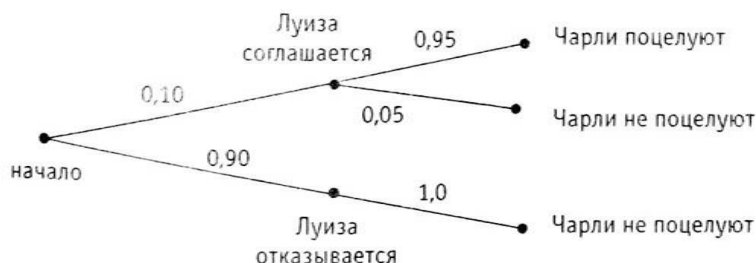 Луиза
соглашается
0,95
Чарли поцелуют
0,10
0,05
Чарли не поцелуют
начало
0,90
1,0
Луиза
отказывается
Чарли не поцелуют